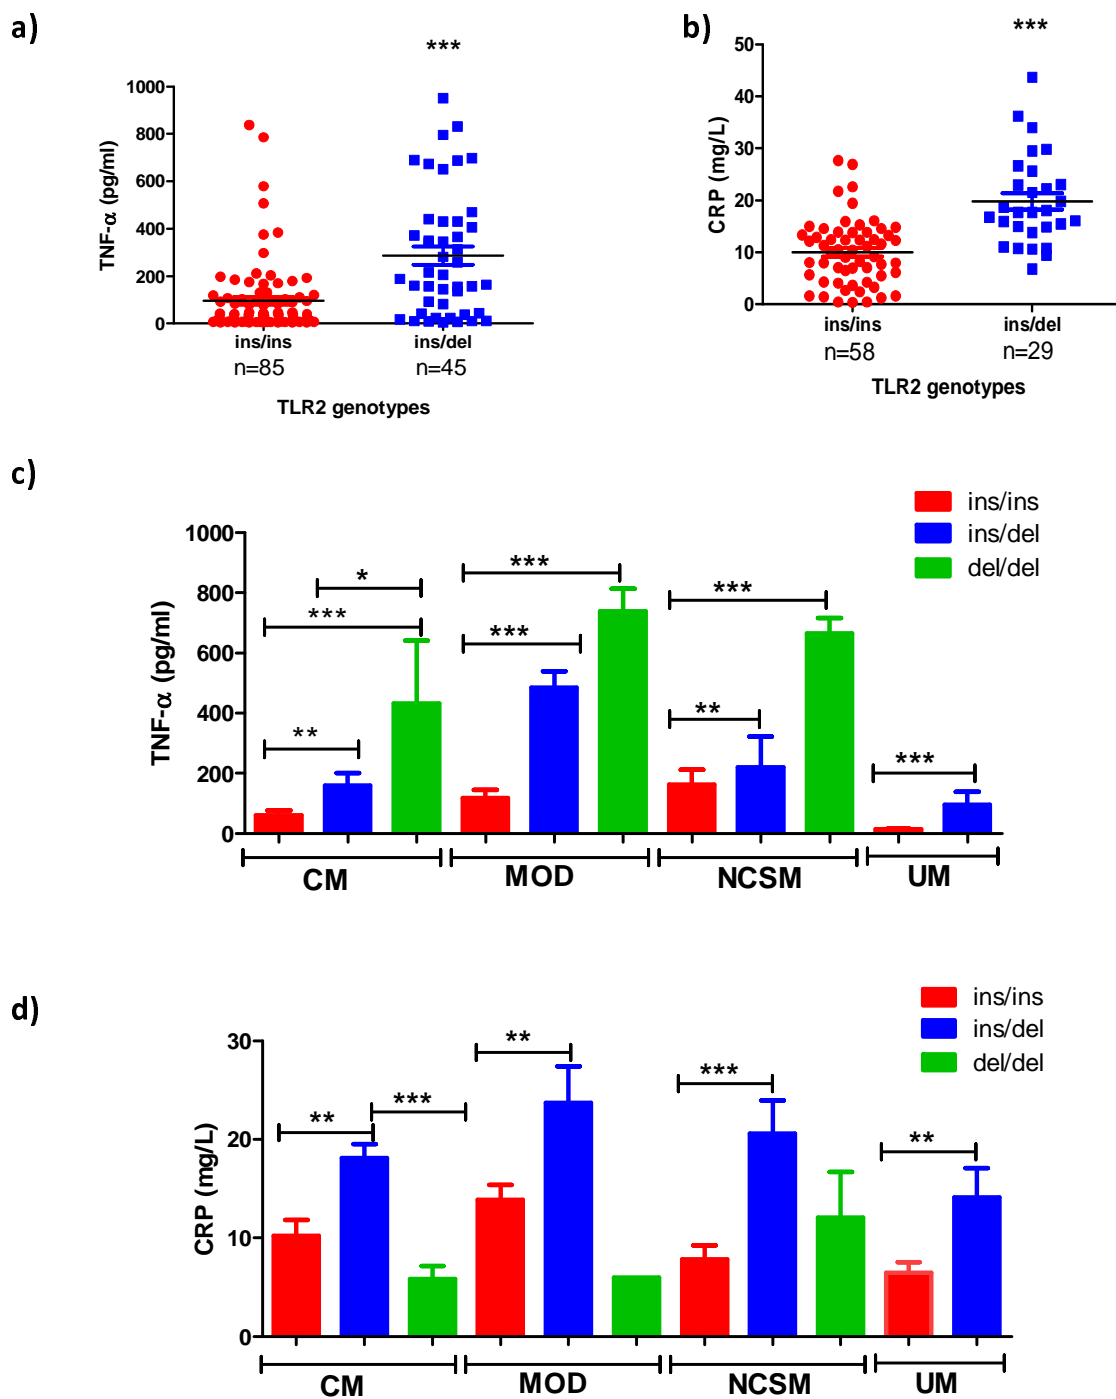 a)
***
1000
800
600
400
200
0
TNF-α (pg/ml)
ins/ins
ins/del
n=85
n=45
TLR2 genotypes
b)
***
50
40
30
20
10
0
CRP (mg/L)
ins/ins
ins/del
n=58
n=29
TLR2 genotypes
c)
ins/ins
ins/del
del/del
1000
800
600
400
200
0
TNF-α (pg/ml)
*
***
**
***
***
***
**
***
CM
MOD
NCSM
UM
d)
ins/ins
ins/del
del/del
30
20
10
0
CRP (mg/L)
**
***
**
***
**
CM
MOD
NCSM
UM